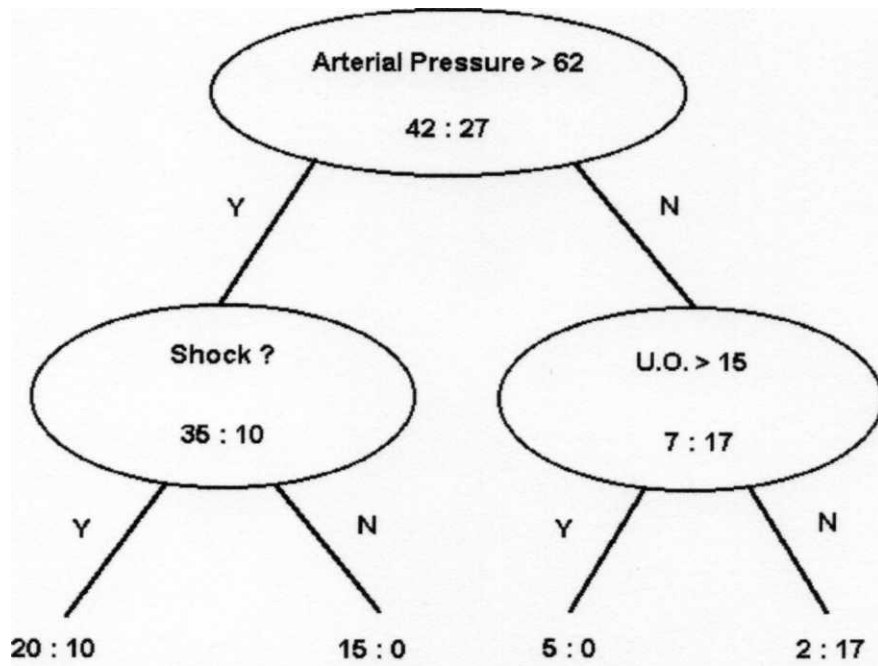 Arterial Pressure > 62
42 : 27
Y
N
Shock ?
35 : 10
U.O. > 15
7 : 17
Y
N
Y
N
20 : 10
15 : 0
5 : 0
2 : 17